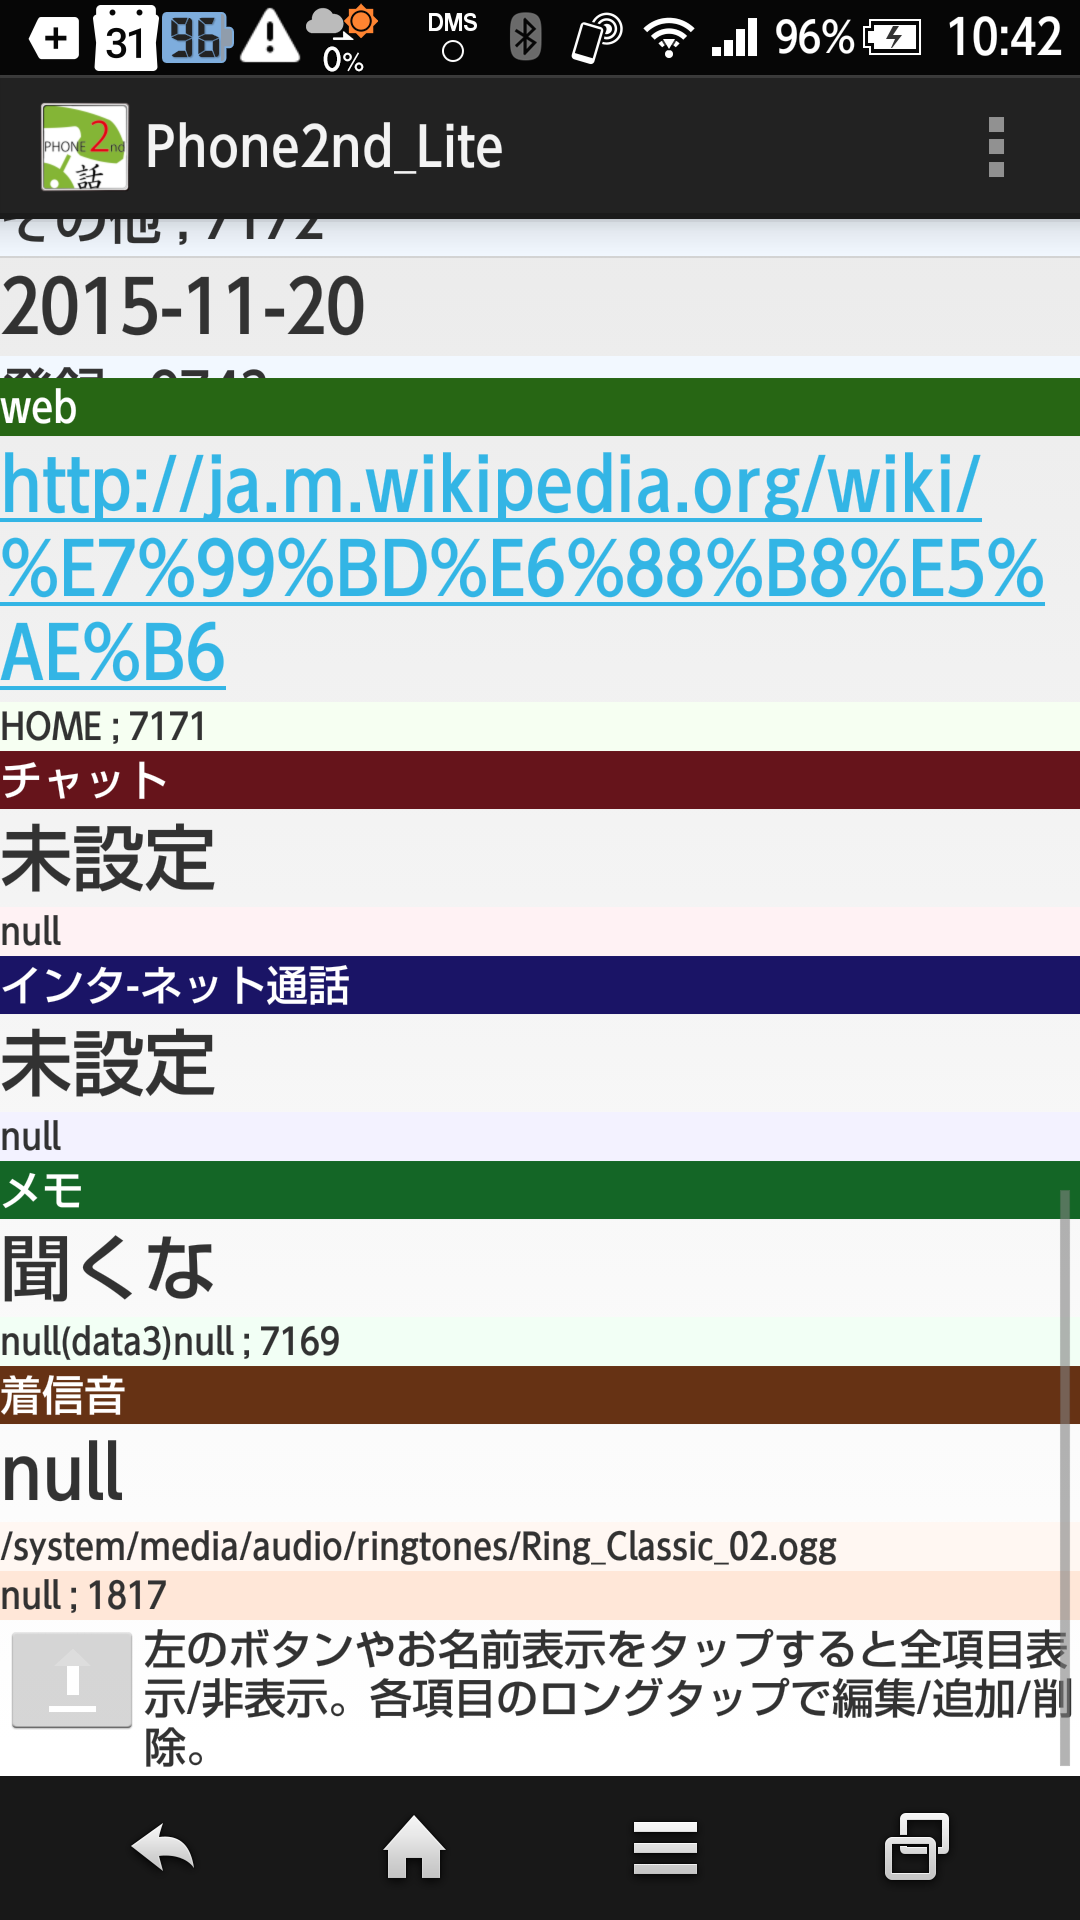 31 96 0% DMS 96% 10:42
PHONE 2nd 話 Phone2nd_Lite
その他 ; 7172
2015-11-20
web
http://ja.m.wikipedia.org/wiki/
%E7%99%BD%E6%88%B8%E5%
AE%B6
HOME ; 7171
チャット
未設定
null
インタ-ネット通話
未設定
null
メモ
聞くな
null(data3)null ; 7169
着信音
null
/system/media/audio/ringtones/Ring_Classic_02.ogg
null ; 1817
左のボタンやお名前表示をタップすると全項目表
示/非表示。各項目のロングタップで編集/追加/削
除。